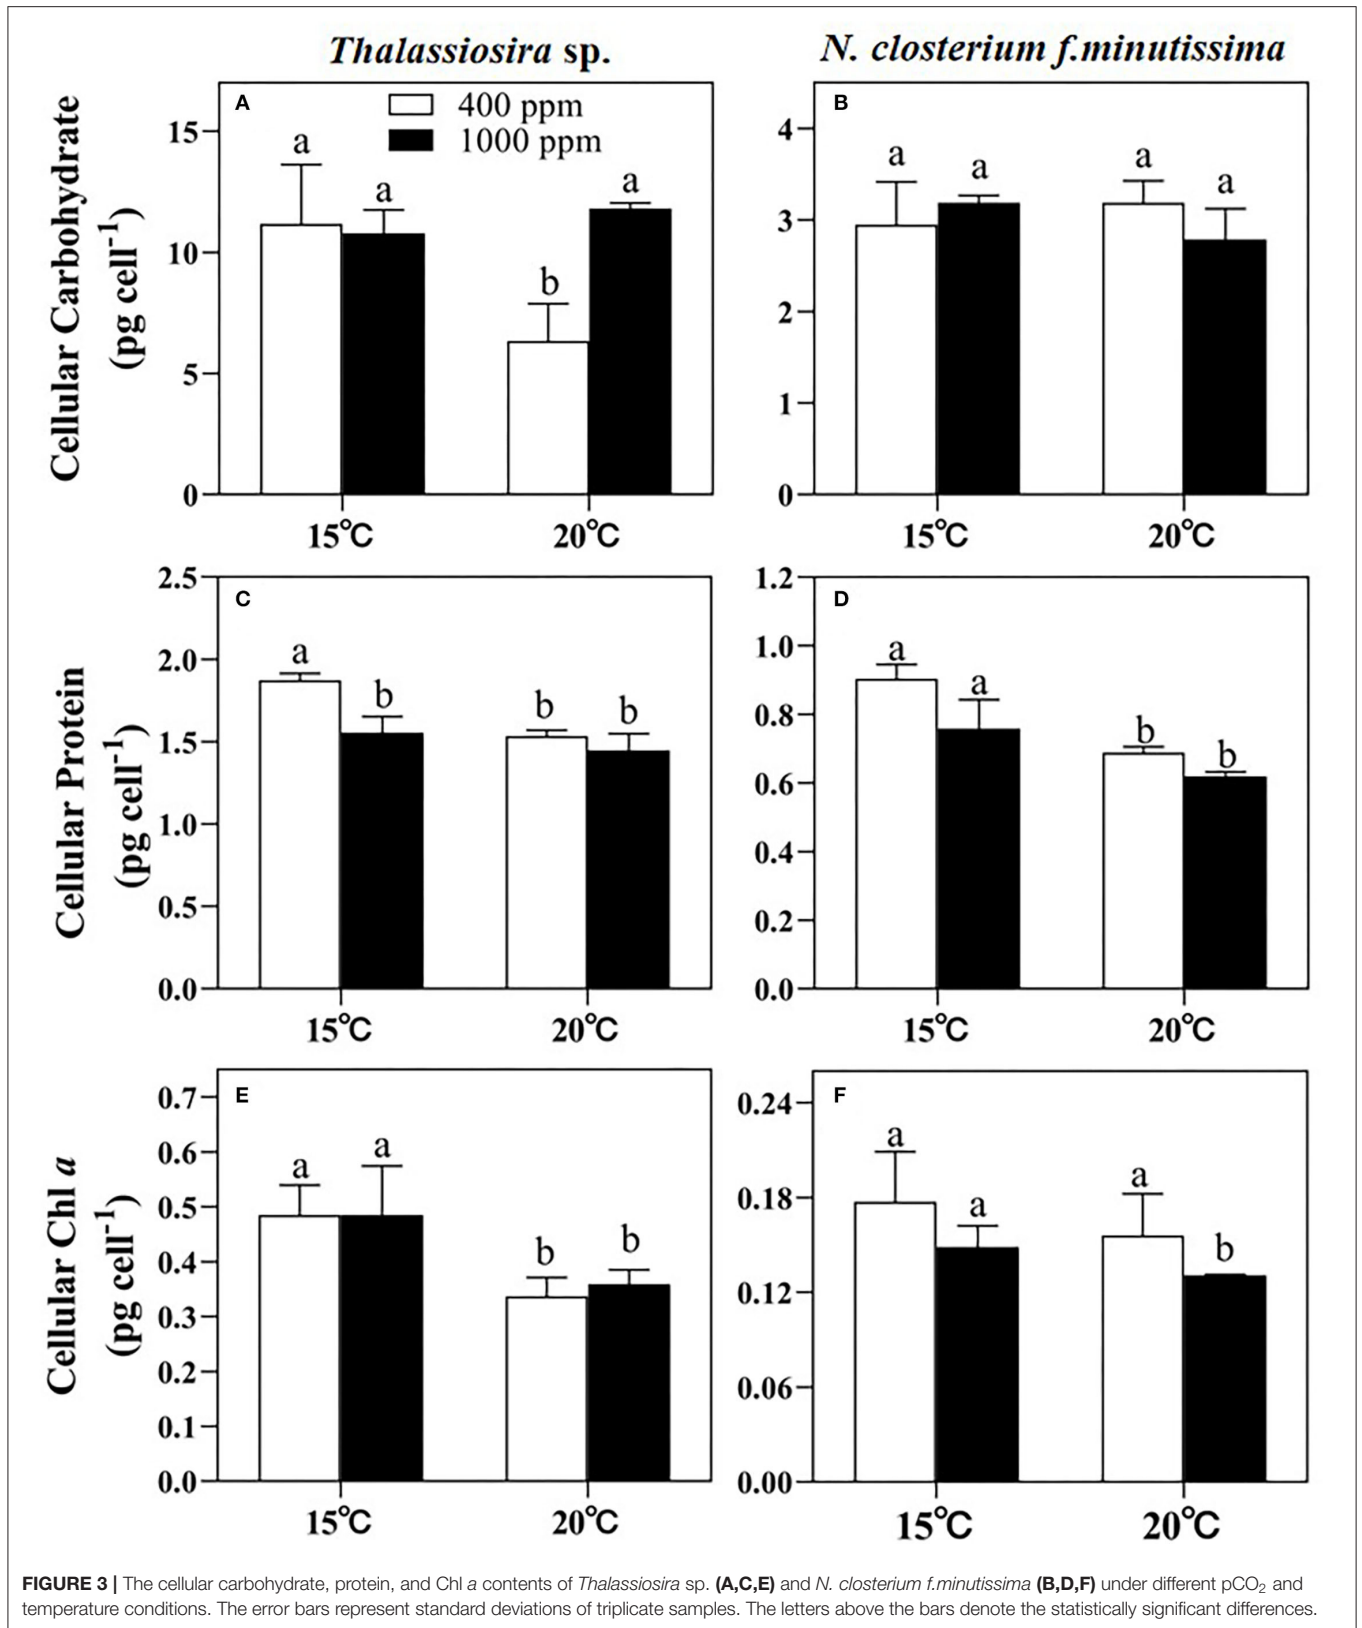 Thalassiosira sp.
N. closterium f.minutissima
A
400 ppm
1000 ppm
Cellular Carbohydrate
(pg cell-1)
15
10
5
0
a
a
b
a
15℃
20℃
B
4
3
2
1
0
a
a
a
a
15℃
20℃
C
Cellular Protein
(pg cell-1)
2.5
2.0
1.5
1.0
0.5
0.0
a
b
b
b
15℃
20℃
D
1.2
1.0
0.8
0.6
0.4
0.2
0.0
a
a
b
b
15℃
20℃
E
Cellular Chl a
(pg cell-1)
0.7
0.6
0.5
0.4
0.3
0.2
0.1
0.0
a
a
b
b
15℃
20℃
F
0.24
0.18
0.12
0.06
0.00
a
a
a
b
15℃
20℃
FIGURE 3 | The cellular carbohydrate, protein, and Chl a contents of Thalassiosira sp. (A,C,E) and N. closterium f.minutissima (B,D,F) under different pCO2 and
temperature conditions. The error bars represent standard deviations of triplicate samples. The letters above the bars denote the statistically significant differences.